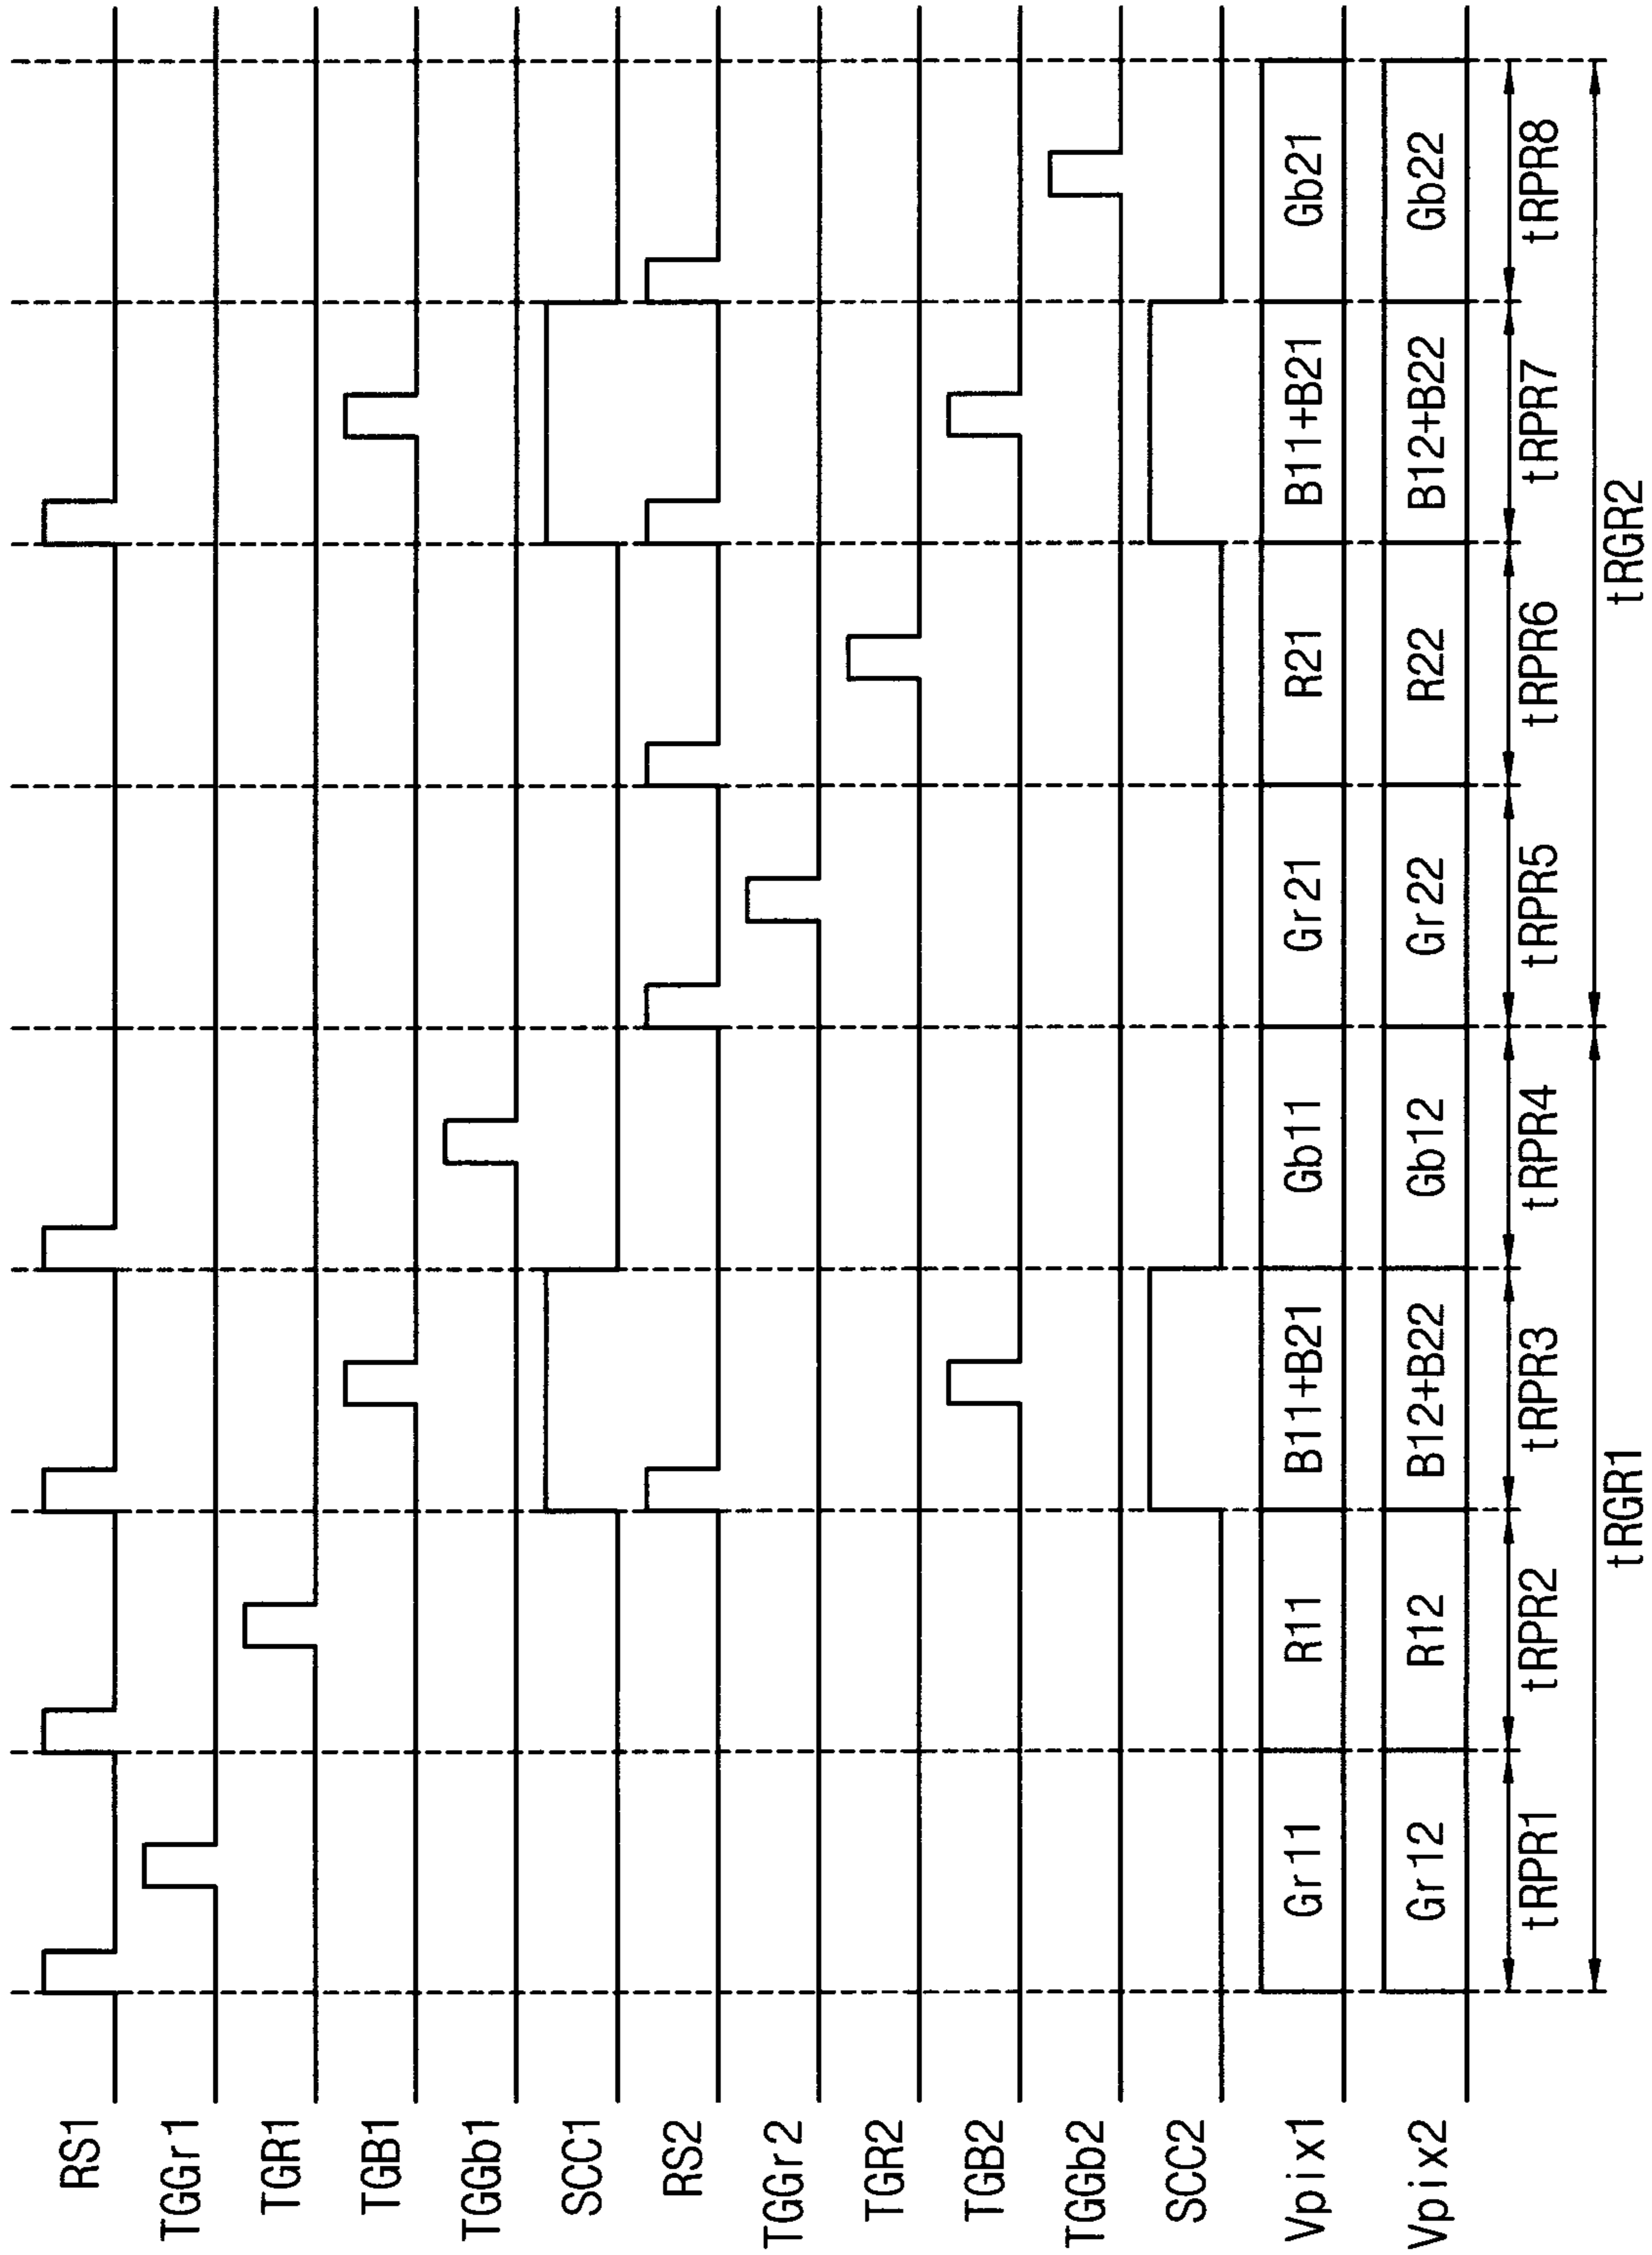 RS1
TGGr1
TGR1
TGB1
TGGb1
SCC1
RS2
TGGr2
TGR2
TGB2
TGGb2
SCC2
Vpix1 Gr11 R11 B11+B21 Gb11 Gr21 R21 B11+B21 Gb21
Vpix2 Gr12 R12 B12+B22 Gb12 Gr22 R22 B12+B22 Gb22
tRPR1 tRPR2 tRPR3 tRPR4 tRPR5 tRPR6 tRPR7 tRPR8
tRGR1 tRGR2